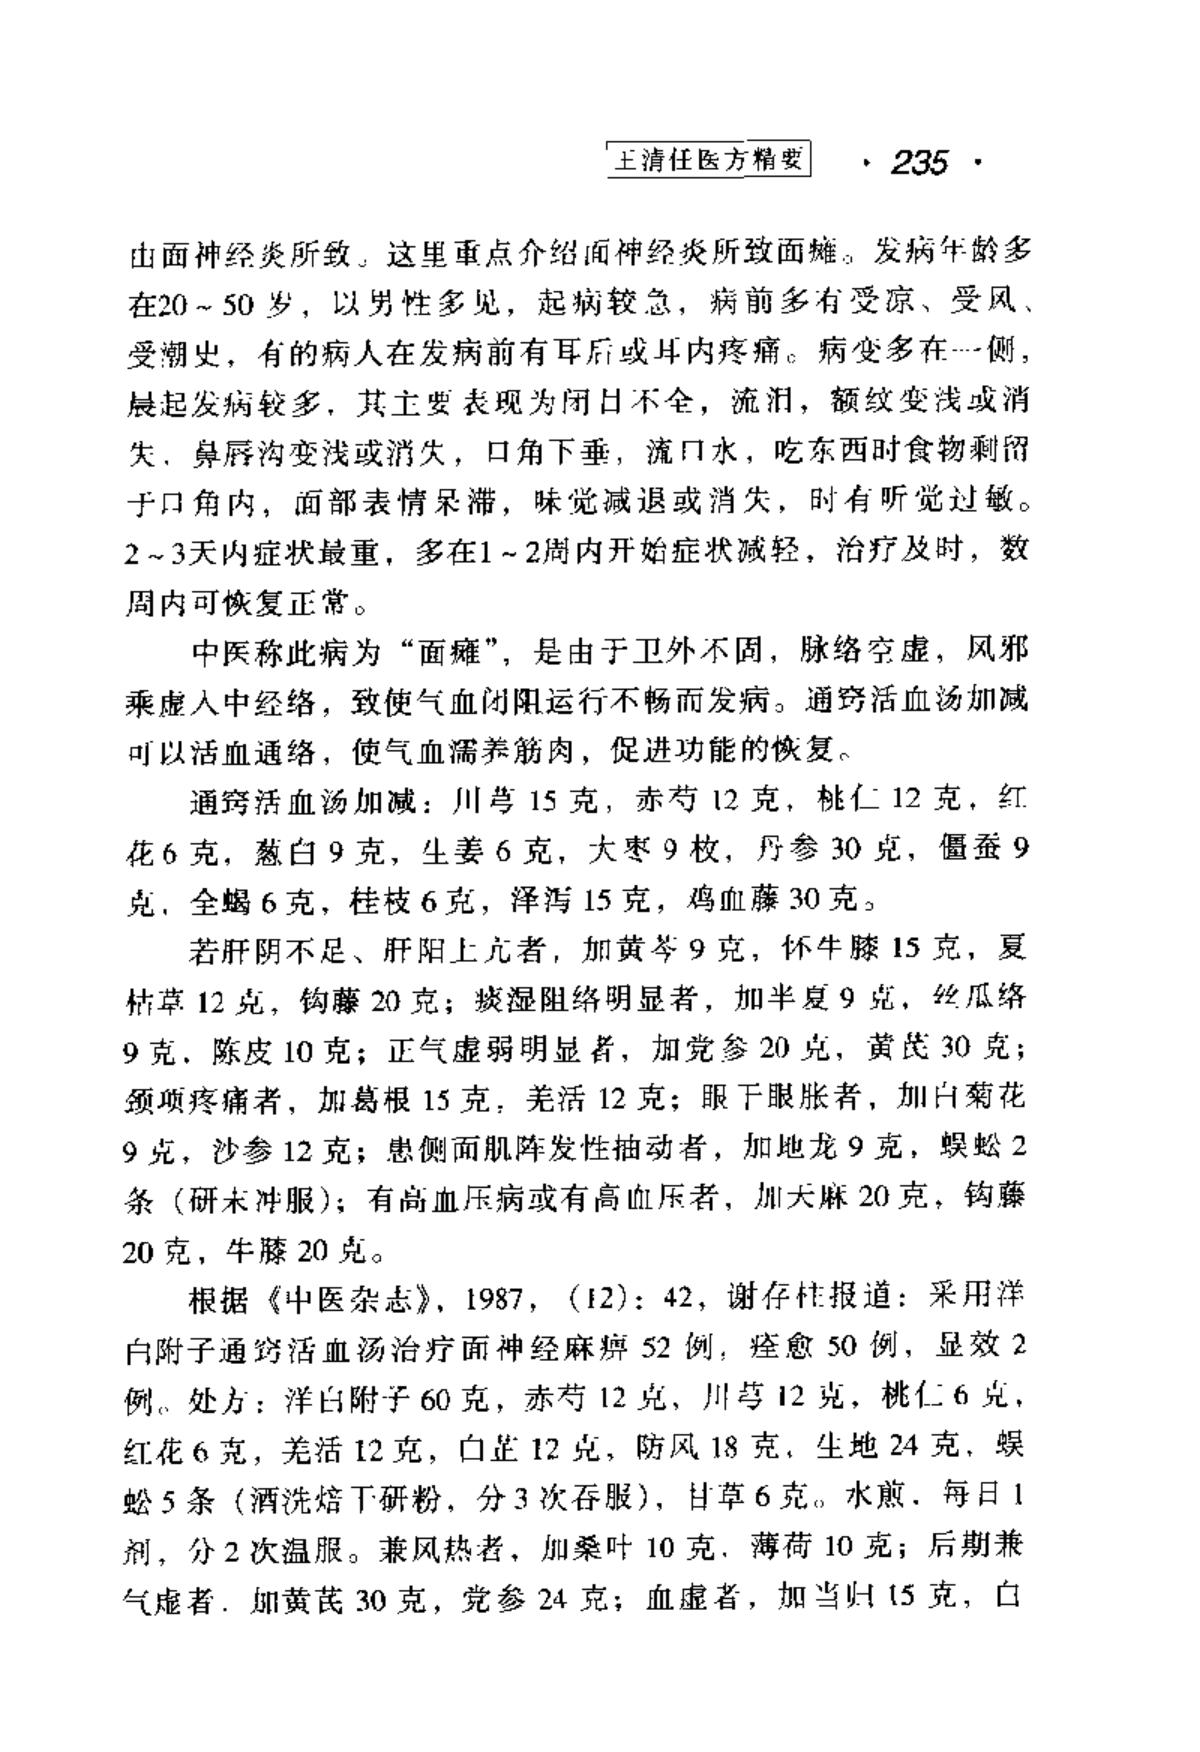 王清任医方精要 · 235 ·
由面神经炎所致。这里重点介绍面神经炎所致面瘫。发病年龄多
在20~50 岁，以男性多见，起病较急，病前多有受凉、受风、
受潮史，有的病人在发病前有耳后或耳内疼痛。病变多在一侧，
晨起发病较多，其主要表现为闭目不全，流泪，额纹变浅或消
失，鼻唇沟变浅或消失，口角下垂，流口水，吃东西时食物剩留
于口角内，面部表情呆滞，味觉减退或消失，时有听觉过敏。
2~3天内症状最重，多在1~2周内开始症状减轻，治疗及时，数
周内可恢复正常。
中医称此病为“面瘫”，是由于卫外不固，脉络空虚，风邪
乘虚入中经络，致使气血闭阻运行不畅而发病。通窍活血汤加减
可以活血通络，使气血濡养筋肉，促进功能的恢复。
通窍活血汤加减：川芎 15 克，赤芍 12 克，桃仁 12 克，红
花 6 克，葱白 9 克，生姜 6 克，大枣 9 枚，丹参 30 克，僵蚕 9
克，全蝎 6 克，桂枝 6 克，泽泻 15 克，鸡血藤 30 克。
若肝阴不足、肝阳上亢者，加黄芩 9 克，怀牛膝 15 克，夏
枯草 12 克，钩藤 20 克；痰湿阻络明显者，加半夏 9 克，丝瓜络
9 克，陈皮 10 克；正气虚弱明显者，加党参 20 克，黄芪 30 克；
颈项疼痛者，加葛根 15 克，羌活 12 克；眼干眼胀者，加白菊花
9 克，沙参 12 克；患侧面肌阵发性抽动者，加地龙 9 克，蜈蚣 2
条（研末冲服）；有高血压病或有高血压者，加天麻 20 克，钩藤
20 克，牛膝 20 克。
根据《中医杂志》，1987，（12）：42，谢存柱报道：采用洋
白附子通窍活血汤治疗面神经麻痹 52 例，痊愈 50 例，显效 2
例。处方：洋白附子 60 克，赤芍 12 克，川芎 12 克，桃仁 6 克，
红花 6 克，羌活 12 克，白芷 12 克，防风 18 克，生地 24 克，蜈
蚣 5 条（酒洗焙干研粉，分 3 次吞服），甘草 6 克。水煎，每日 1
剂，分 2 次温服。兼风热者，加桑叶 10 克，薄荷 10 克；后期兼
气虚者，加黄芪 30 克，党参 24 克；血虚者，加当归 15 克，白